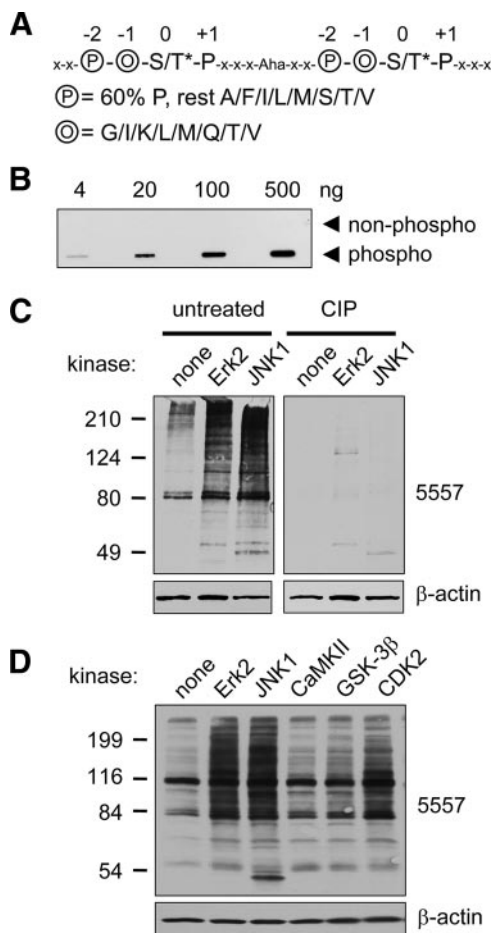 A
-2 -1 0 +1 -2 -1 0 +1
x-x-Ⓟ-Ⓞ-S/T*-P-x-x-x-Aha-x-x-Ⓟ-Ⓞ-S/T*-P-x-x-x
Ⓟ= 60% P, rest A/F/I/L/M/S/T/V
Ⓞ= G/I/K/L/M/Q/T/V
B
4 20 100 500 ng
◄ non-phospho
◄ phospho
C
untreated CIP
kinase: none Erk2 JNK1 none Erk2 JNK1
210
124
80
49
5557
β-actin
D
kinase: none Erk2 JNK1 CaMKII GSK-3β CDK2
199
116
84
54
5557
β-actin